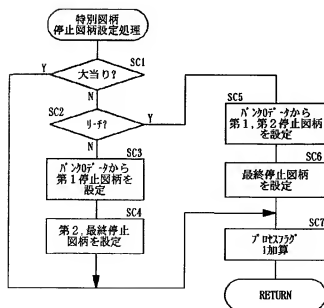 特別図柄
停止図柄設定処理
SC1
Y
大当り?
N
SC2
リーチ?
Y
N
SC3
バンクロデータから
第1停止図柄を
設定
SC4
第2,最終停止
図柄を設定
SC5
バンクロデータから
第1,第2停止図柄
を設定
SC6
最終停止図柄
を設定
SC7
プロセスフラグ
1加算
RETURN